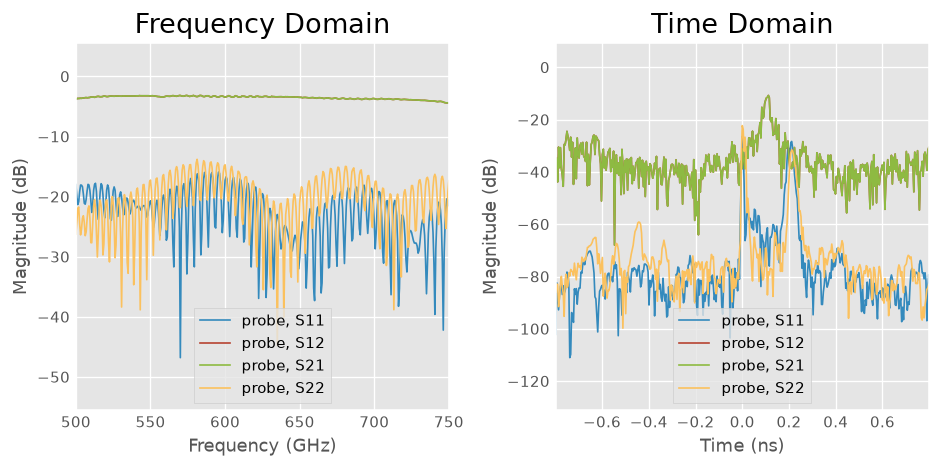 Frequency Domain
0
−10
−20
−30
−40
−50
Magnitude (dB)
500
550
600
650
700
750
Frequency (GHz)
probe, S11
probe, S12
probe, S21
probe, S22
Time Domain
0
−20
−40
−60
−80
−100
−120
Magnitude (dB)
−0.6
−0.4
−0.2
0.0
0.2
0.4
0.6
Time (ns)
probe, S11
probe, S12
probe, S21
probe, S22